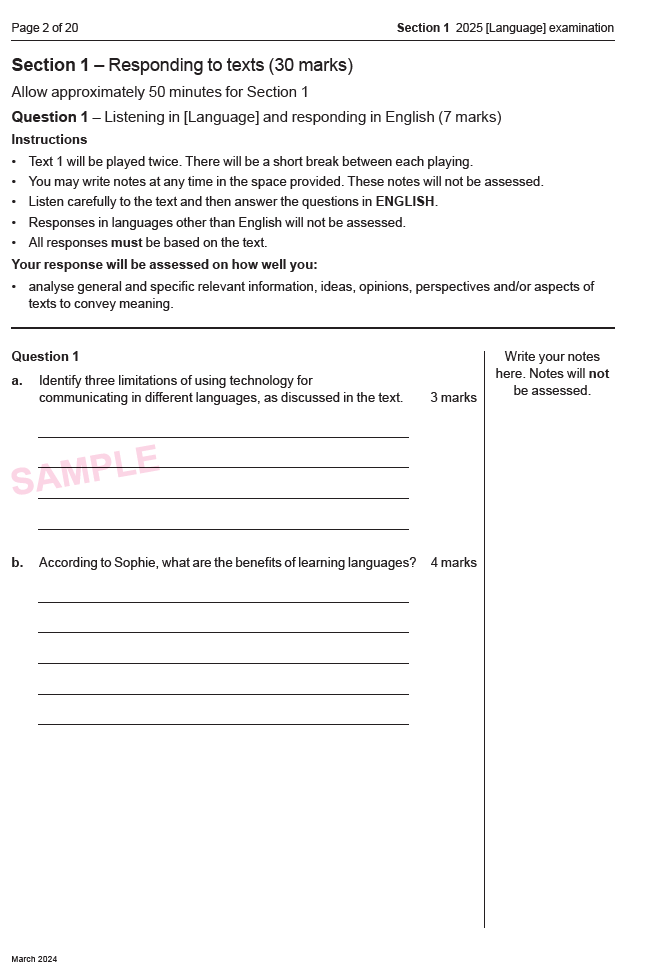 Page 2 of 20
Section 1 2025 [Language] examination
Section 1 – Responding to texts (30 marks)
Allow approximately 50 minutes for Section 1
Question 1 – Listening in [Language] and responding in English (7 marks)
Instructions
• Text 1 will be played twice. There will be a short break between each playing.
• You may write notes at any time in the space provided. These notes will not be assessed.
• Listen carefully to the text and then answer the questions in ENGLISH.
• Responses in languages other than English will not be assessed.
• All responses must be based on the text.
Your response will be assessed on how well you:
• analyse general and specific relevant information, ideas, opinions, perspectives and/or aspects of
texts to convey meaning.
Question 1
a. Identify three limitations of using technology for
communicating in different languages, as discussed in the text. 3 marks
SAMPLE
b. According to Sophie, what are the benefits of learning languages? 4 marks
Write your notes
here. Notes will not
be assessed.
March 2024